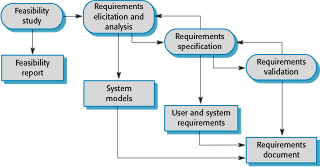 Feasibility
study
Requirements
elicitation and
analysis
Requirements
specification
Requirements
validation
Feasibility
report
System
models
User and system
requirements
Requirements
document